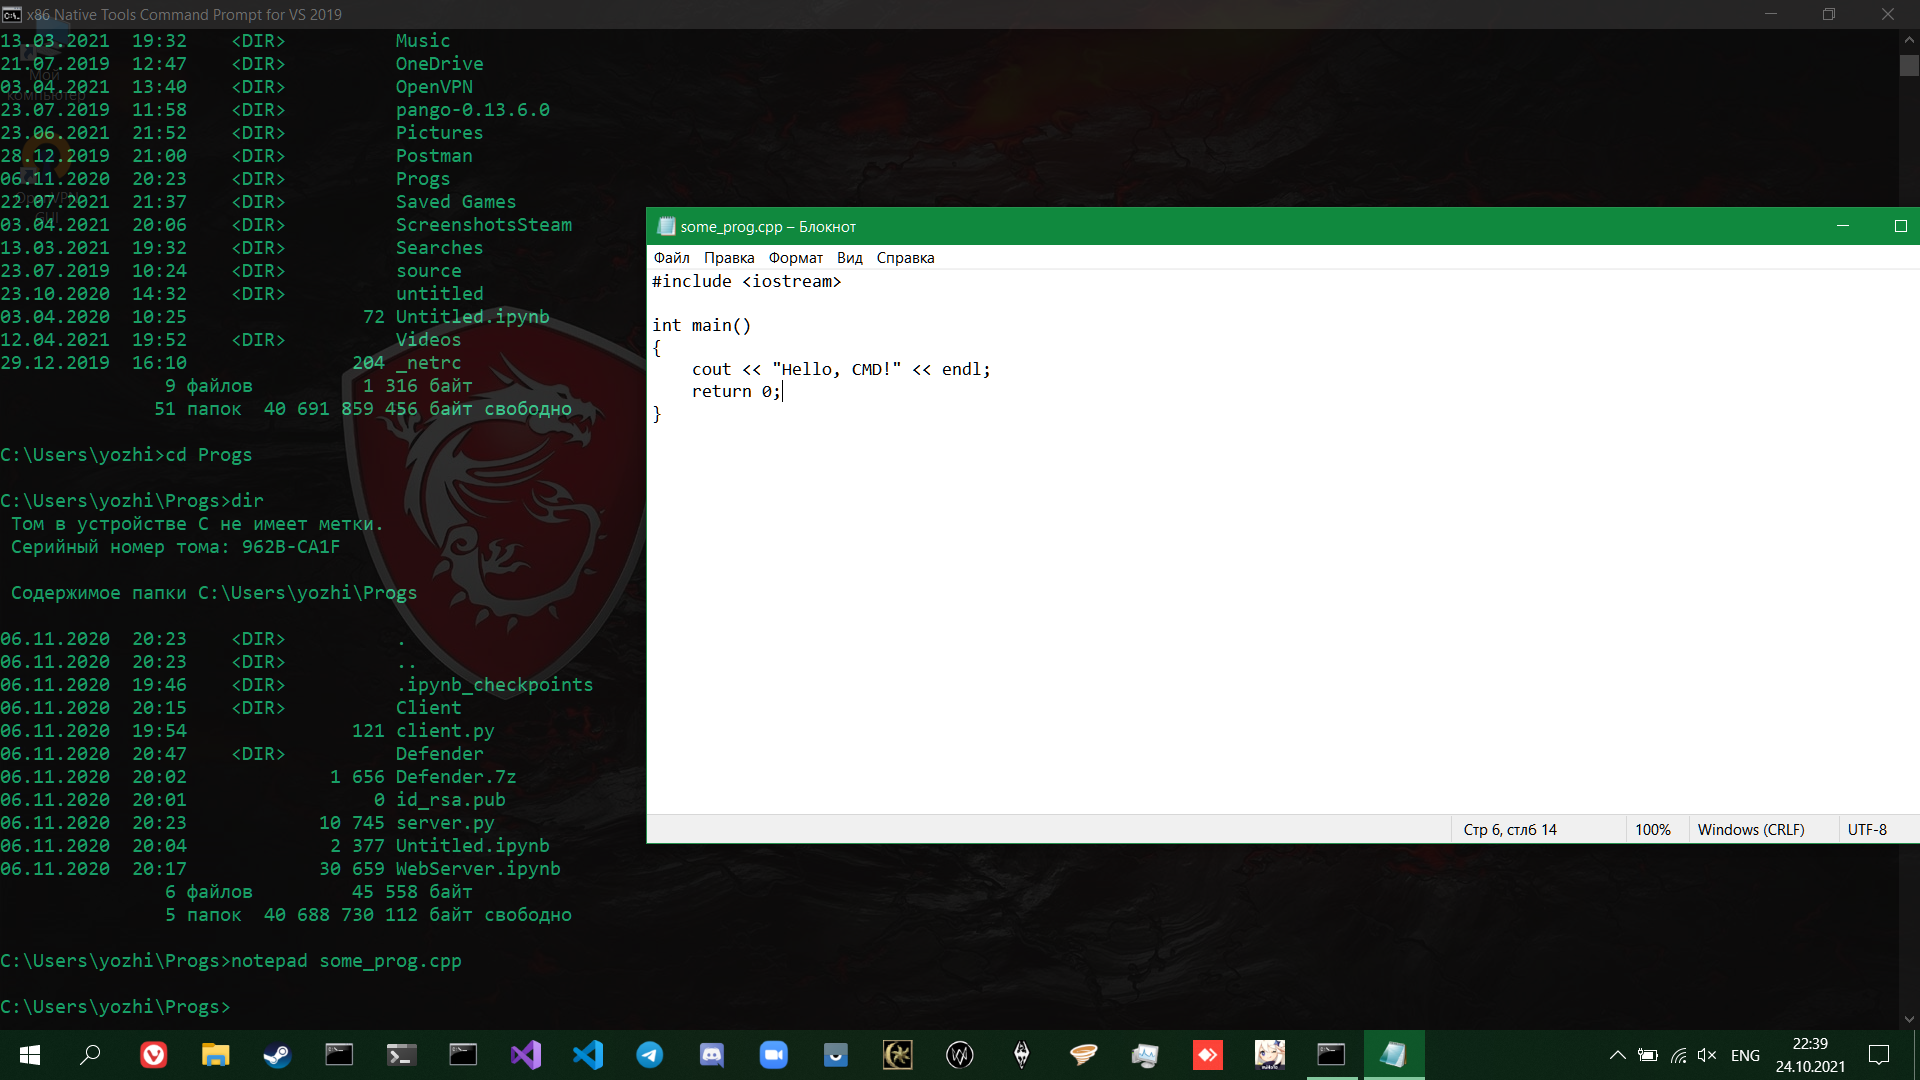 x86 Native Tools Command Prompt for VS 2019
13.03.2021  19:32    <DIR>          Music
21.07.2019  12:47    <DIR>          OneDrive
03.04.2021  13:40    <DIR>          OpenVPN
23.07.2019  11:58    <DIR>          pango-0.13.6.0
23.06.2021  21:52    <DIR>          Pictures
28.12.2019  21:00    <DIR>          Postman
06.11.2020  20:23    <DIR>          Progs
22.07.2021  21:37    <DIR>          Saved Games
03.04.2021  20:06    <DIR>          ScreenshotsSteam
13.03.2021  19:32    <DIR>          Searches
23.07.2019  10:24    <DIR>          source
23.10.2020  14:32    <DIR>          untitled
03.04.2020  10:25                72 Untitled.ipynb
12.04.2021  19:52    <DIR>          Videos
29.12.2019  16:10               204 _netrc
9 файлов          1 316 байт
51 папок  40 691 859 456 байт свободно
C:\Users\yozhi>cd Progs
C:\Users\yozhi\Progs>dir
Том в устройстве C не имеет метки.
Серийный номер тома: 962B-CA1F
Содержимое папки C:\Users\yozhi\Progs
06.11.2020  20:23    <DIR>          .
06.11.2020  20:23    <DIR>          ..
06.11.2020  19:46    <DIR>          .ipynb_checkpoints
06.11.2020  20:15    <DIR>          Client
06.11.2020  19:54               121 client.py
06.11.2020  20:47    <DIR>          Defender
06.11.2020  20:02             1 656 Defender.7z
06.11.2020  20:01                 0 id_rsa.pub
06.11.2020  20:23            10 745 server.py
06.11.2020  20:04             2 377 Untitled.ipynb
06.11.2020  20:17            30 659 WebServer.ipynb
6 файлов         45 558 байт
5 папок  40 688 730 112 байт свободно
C:\Users\yozhi\Progs>notepad some_prog.cpp
C:\Users\yozhi\Progs>
Мой
компьютер
OpenVPN
GUI
some_prog.cpp – Блокнот
Файл Правка Формат Вид Справка
#include <iostream>
int main()
{
    cout << "Hello, CMD!" << endl;
    return 0;
}
Стр 6, стлб 14 100% Windows (CRLF) UTF-8
ENG
22:39
24.10.2021